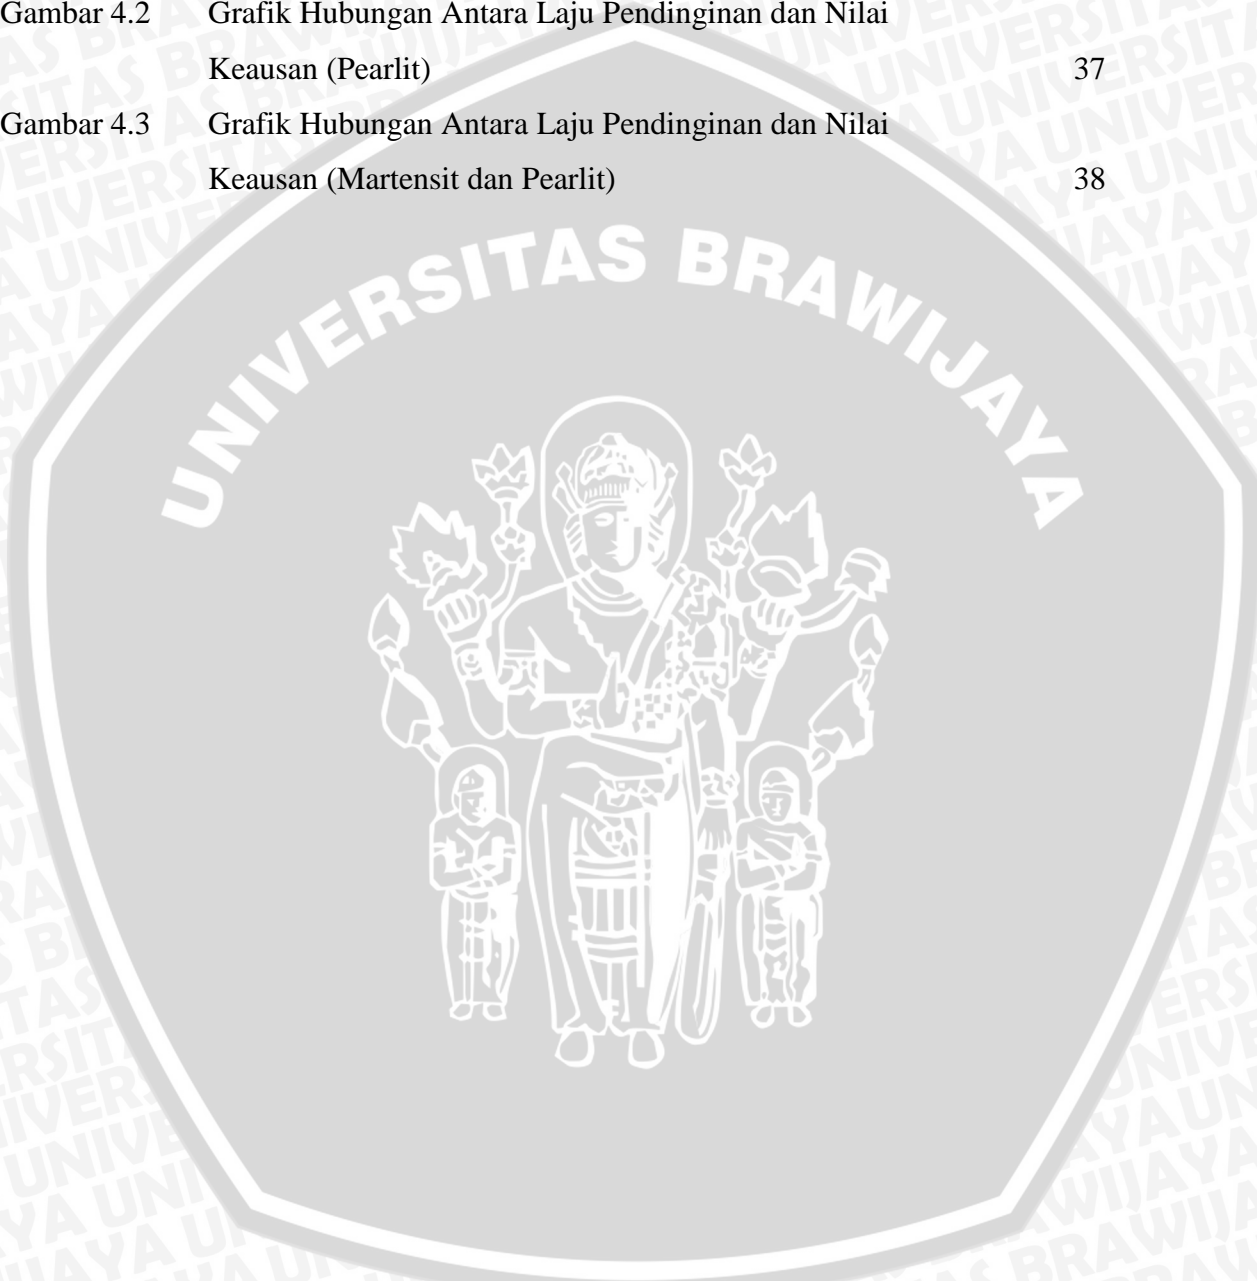 Gambar 4.2 Grafik Hubungan Antara Laju Pendinginan dan Nilai
Keausan (Pearlit) 37
Gambar 4.3 Grafik Hubungan Antara Laju Pendinginan dan Nilai
Keausan (Martensit dan Pearlit) 38
UNIVERSITAS BRAWIJAYA